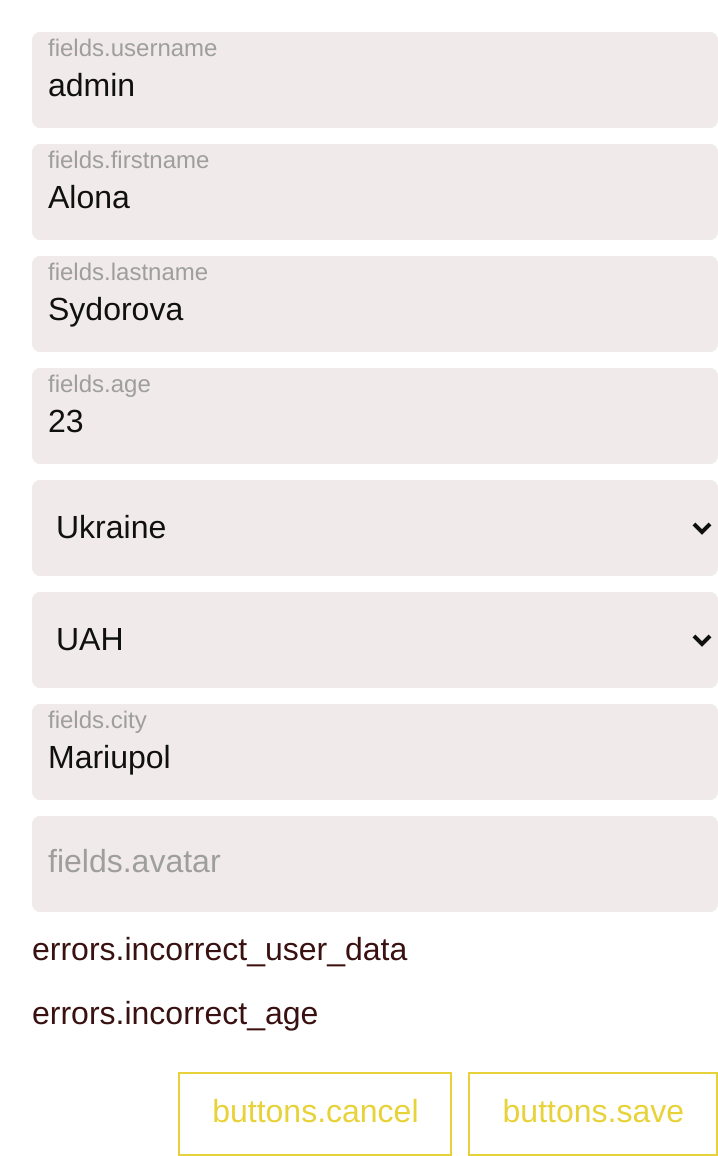 fields.username
admin
fields.firstname
Alona
fields.lastname
Sydorova
fields.age
23
Ukraine
UAH
fields.city
Mariupol
fields.avatar
errors.incorrect_user_data
errors.incorrect_age
buttons.cancel buttons.save